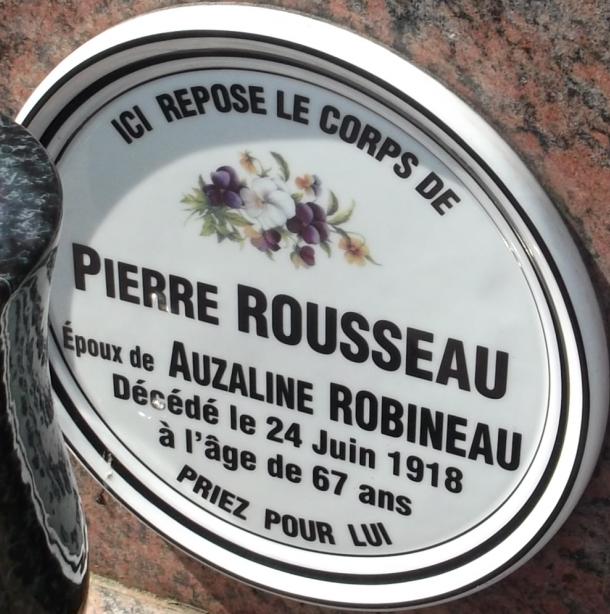 ICI REPOSE LE CORPS DE
PIERRE ROUSSEAU
Époux de AUZALINE ROBINEAU
Décédé le 24 Juin 1918
à l'âge de 67 ans
PRIEZ POUR LUI